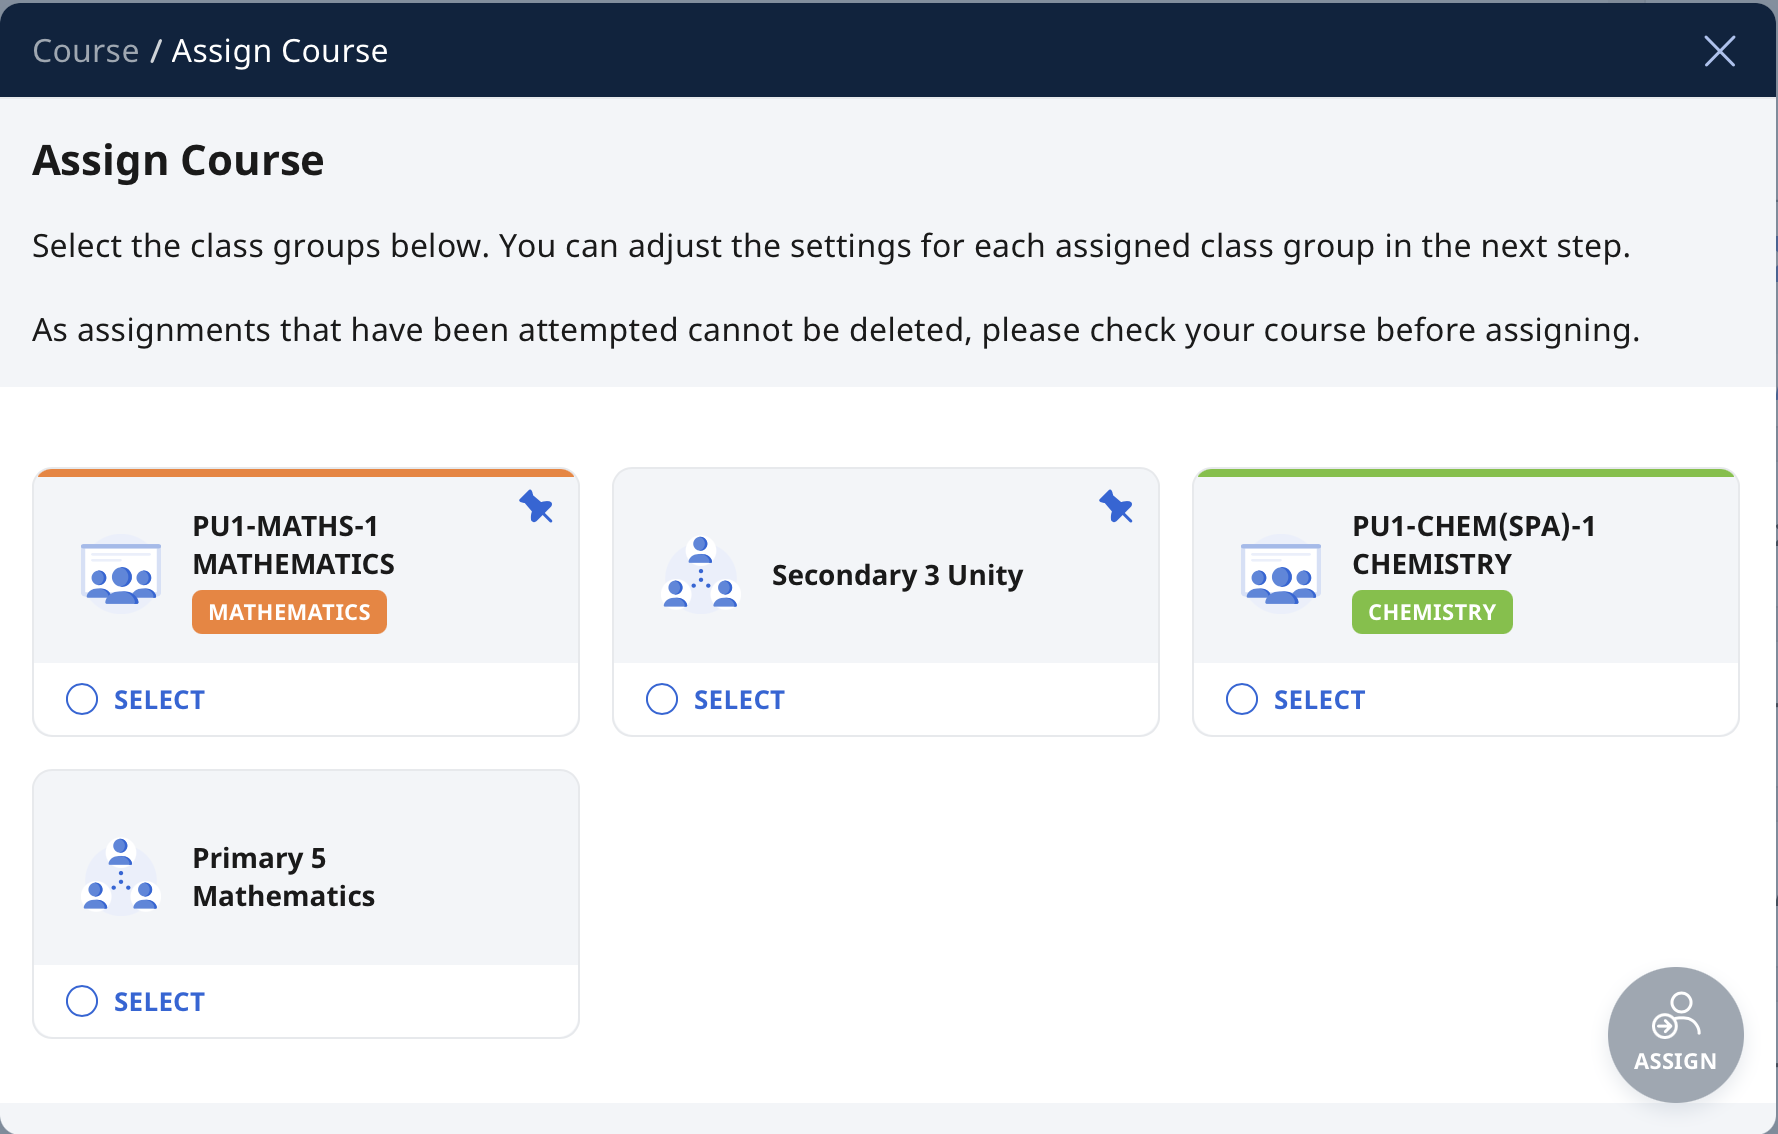 Course / Assign Course
Assign Course
Select the class groups below. You can adjust the settings for each assigned class group in the next step.
As assignments that have been attempted cannot be deleted, please check your course before assigning.
PU1-MATHS-1
MATHEMATICS
MATHEMATICS
SELECT
Secondary 3 Unity
SELECT
PU1-CHEM(SPA)-1
CHEMISTRY
CHEMISTRY
SELECT
Primary 5
Mathematics
SELECT
ASSIGN